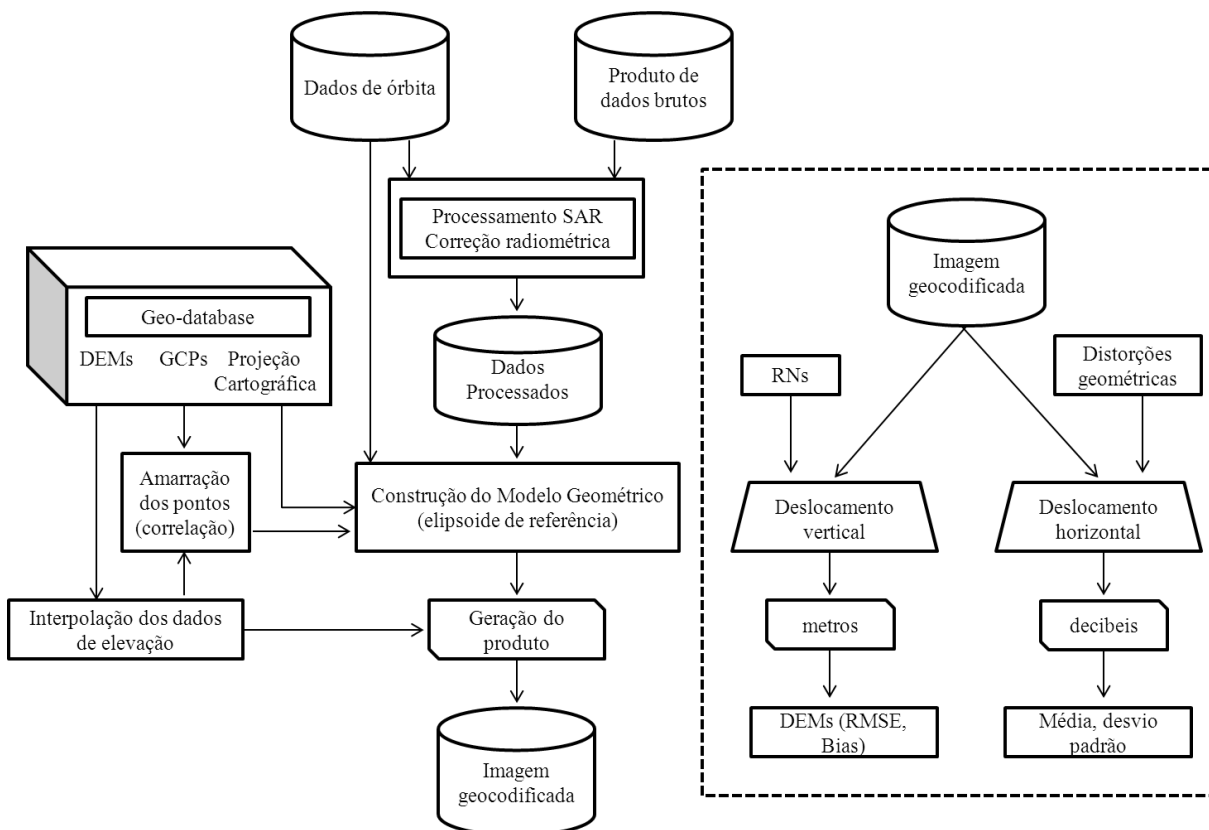 Dados de órbita
Produto de
dados brutos
Processamento SAR
Correção radiométrica
Geo-database
DEMs
GCPs
Projeção
Cartográfica
Dados
Processados
Amarração
dos pontos
(correlação)
Construção do Modelo Geométrico
(elipsoide de referência)
Interpolação dos dados
de elevação
Geração do
produto
Imagem
geocodificada
Imagem
geocodificada
RNs
Distorções
geométricas
Deslocamento
vertical
Deslocamento
horizontal
metros
decibeis
DEMs (RMSE,
Bias)
Média, desvio
padrão